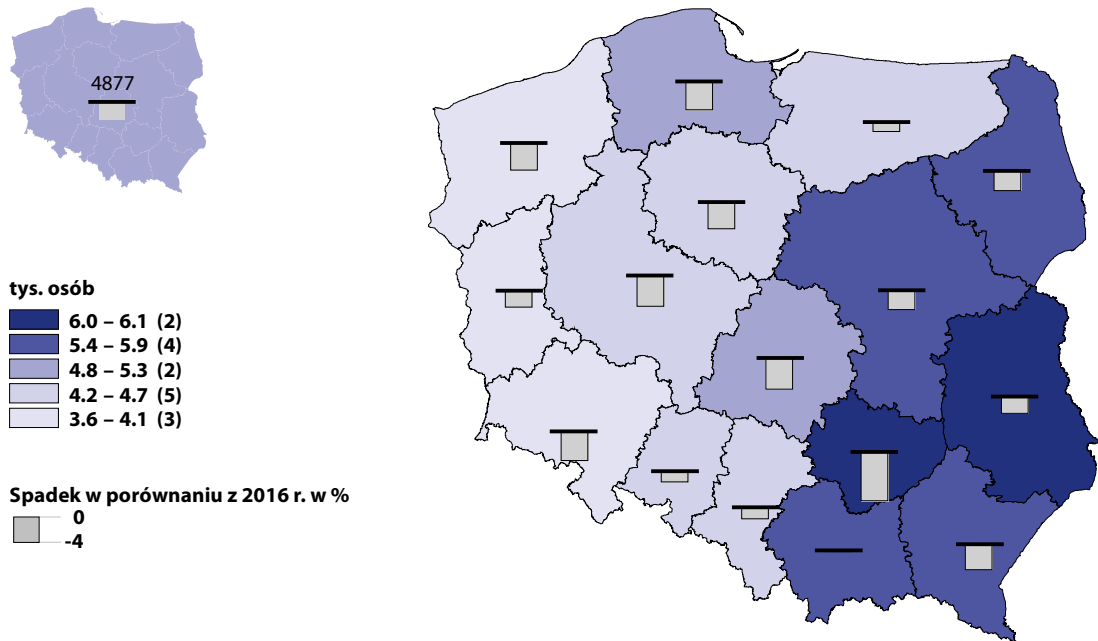 4877
tys. osób
6.0 – 6.1 (2)
5.4 – 5.9 (4)
4.8 – 5.3 (2)
4.2 – 4.7 (5)
3.6 – 4.1 (3)
Spadek w porównaniu z 2016 r. w %
0
-4